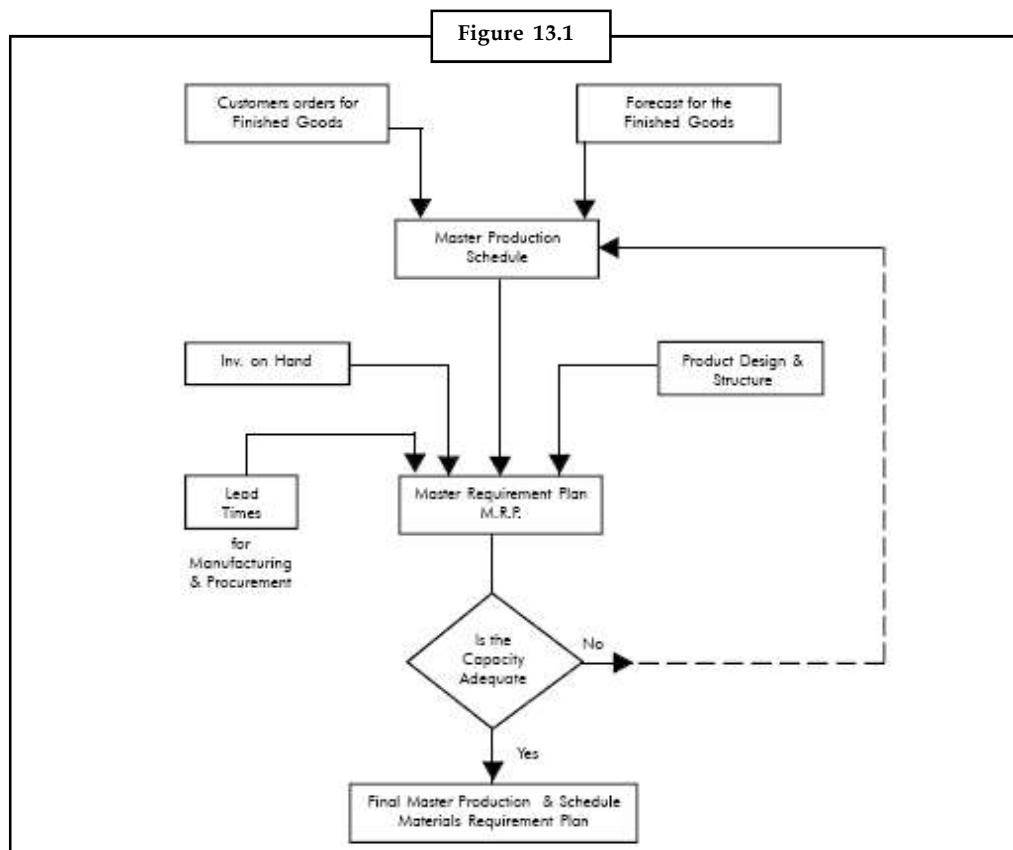 Figure 13.1
Customers orders for
Finished Goods
Forecast for the
Finished Goods
Master Production
Schedule
Inv. on Hand
Product Design &
Structure
Lead
Times
for
Manufacturing
& Procurement
Master Requirement Plan
M.R.P.
Is the
Capacity
Adequate
No
Yes
Final Master Production & Schedule
Materials Requirement Plan